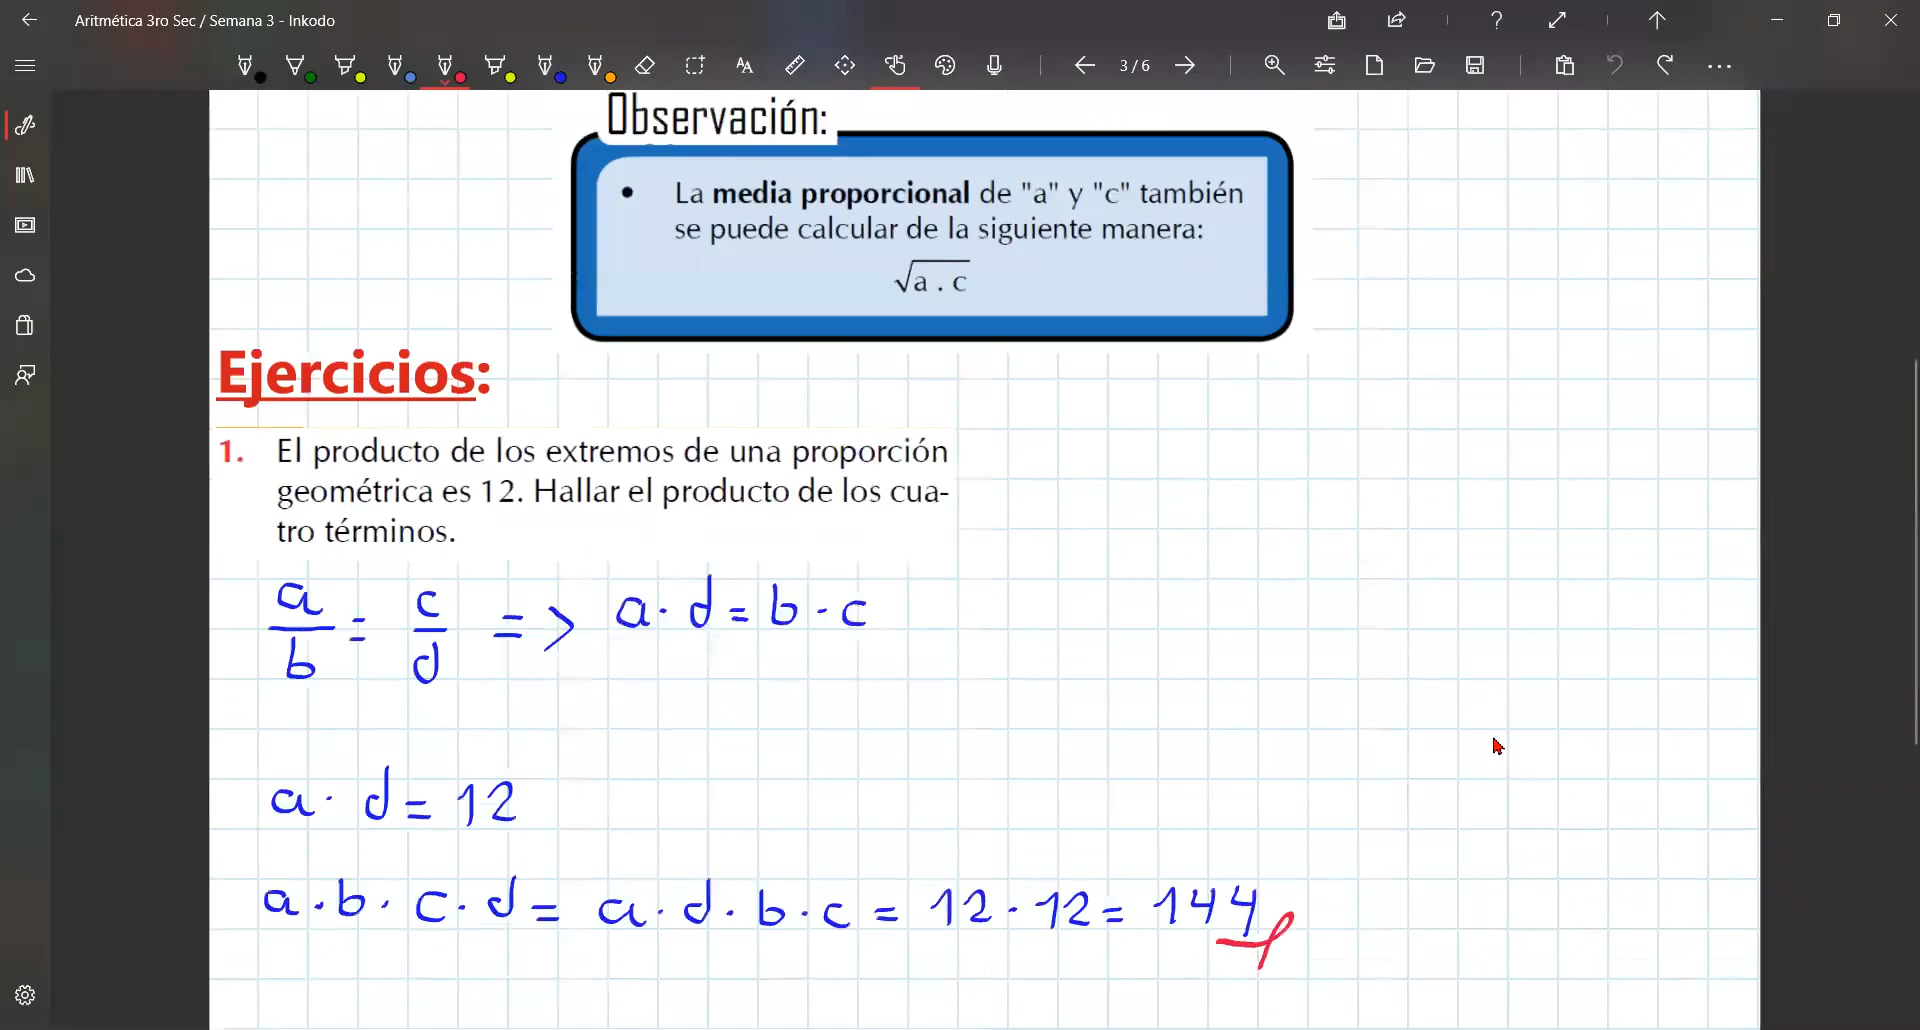 Aritmética 3ro Sec / Semana 3 - Inkodo
3 / 6
Observación:
• La media proporcional de "a" y "c" también
se puede calcular de la siguiente manera:
√a . c
Ejercicios:
1. El producto de los extremos de una proporción
geométrica es 12. Hallar el producto de los cua-
tro términos.
a/b = c/d => a · d = b · c
a · d = 12
a · b · c · d = a · d · b · c = 12 · 12 = 144